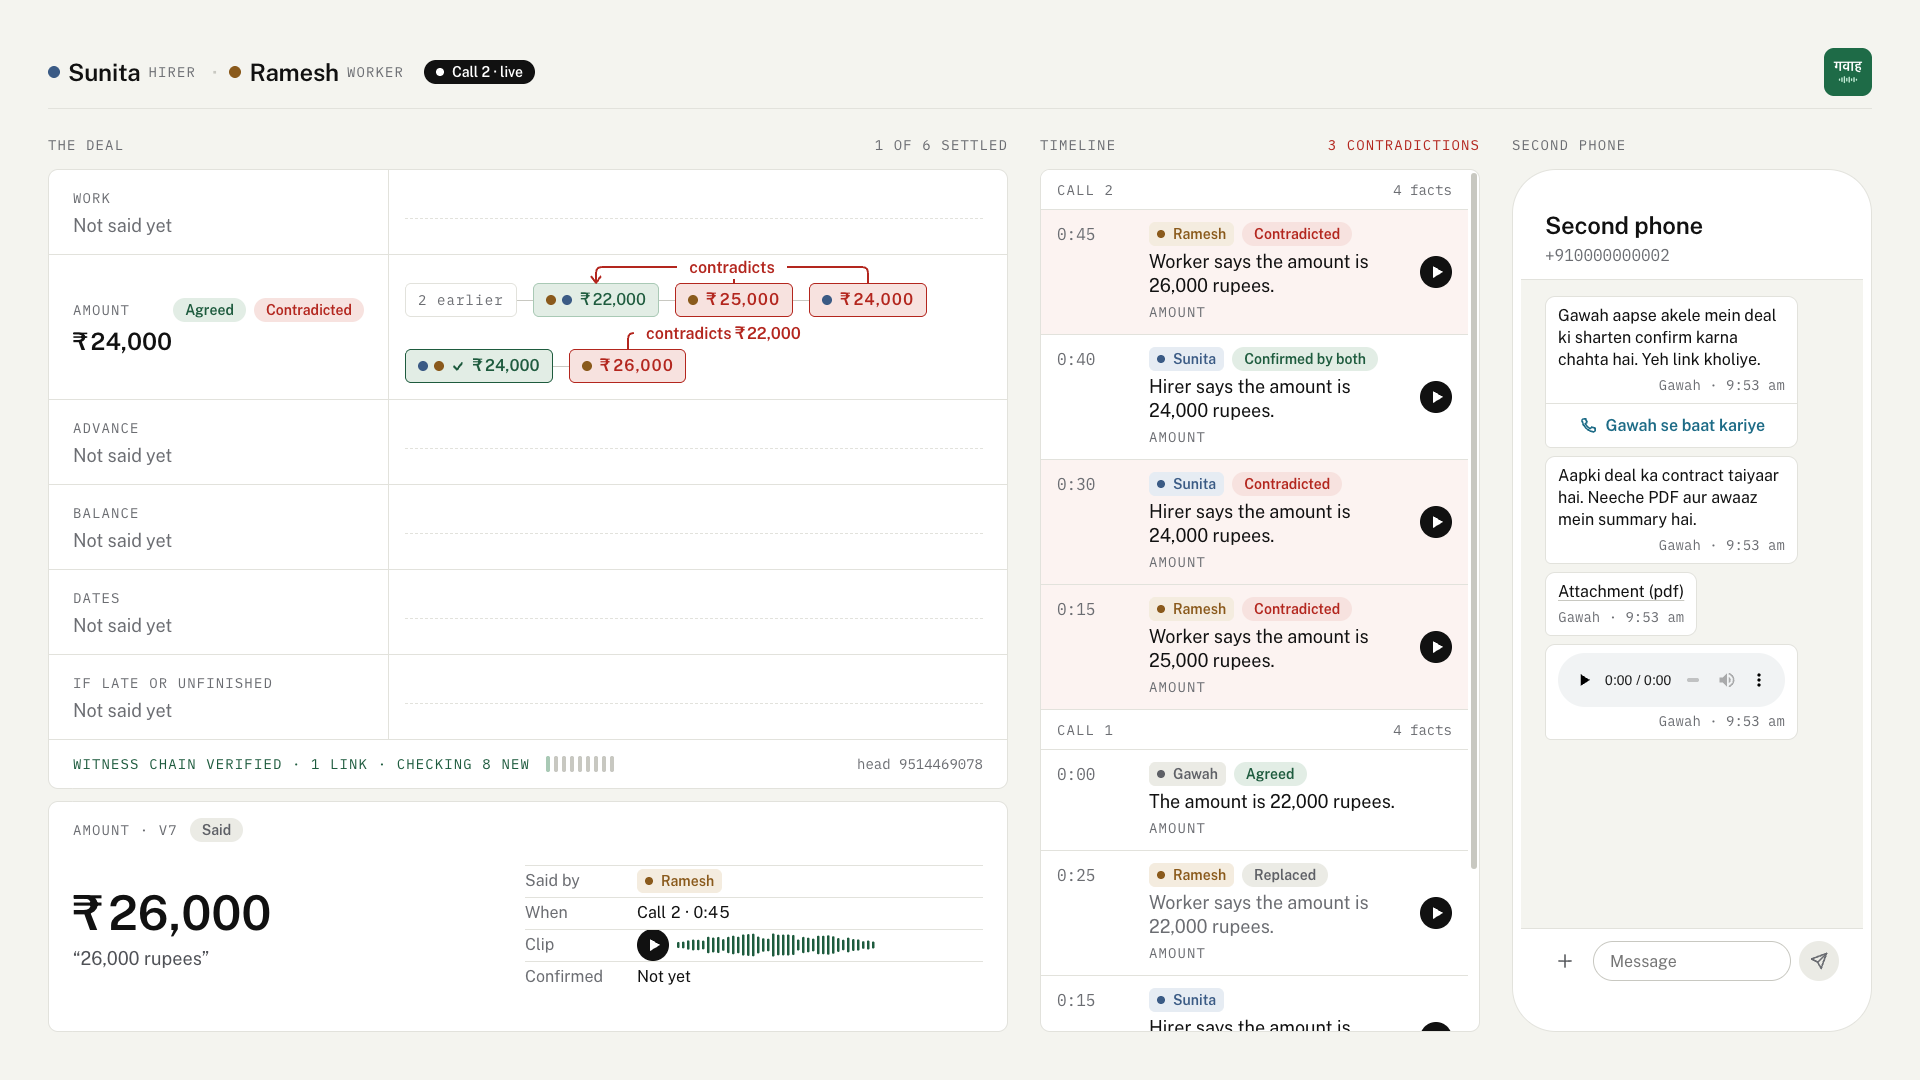 Sunita HIRER · Ramesh WORKER Call 2 · live
गवाह
THE DEAL 1 OF 6 SETTLED
WORK
Not said yet
AMOUNT Agreed Contradicted
₹24,000
contradicts
2 earlier ₹22,000 ₹25,000 ₹24,000
contradicts ₹22,000
₹24,000 ₹26,000
ADVANCE
Not said yet
BALANCE
Not said yet
DATES
Not said yet
IF LATE OR UNFINISHED
Not said yet
WITNESS CHAIN VERIFIED · 1 LINK · CHECKING 8 NEW head 9514469078
AMOUNT · V7 Said
₹26,000
“26,000 rupees”
Said by Ramesh
When Call 2 · 0:45
Clip
Confirmed Not yet
TIMELINE 3 CONTRADICTIONS
CALL 2 4 facts
0:45 Ramesh Contradicted
Worker says the amount is
26,000 rupees.
AMOUNT
0:40 Sunita Confirmed by both
Hirer says the amount is
24,000 rupees.
AMOUNT
0:30 Sunita Contradicted
Hirer says the amount is
24,000 rupees.
AMOUNT
0:15 Ramesh Contradicted
Worker says the amount is
25,000 rupees.
AMOUNT
CALL 1 4 facts
0:00 Gawah Agreed
The amount is 22,000 rupees.
AMOUNT
0:25 Ramesh Replaced
Worker says the amount is
22,000 rupees.
AMOUNT
0:15 Sunita
Hirer says the amount is
SECOND PHONE
Second phone
+910000000002
Gawah aapse akele mein deal
ki sharten confirm karna
chahta hai. Yeh link kholiye.
Gawah · 9:53 am
Gawah se baat kariye
Aapki deal ka contract taiyaar
hai. Neeche PDF aur awaaz
mein summary hai.
Gawah · 9:53 am
Attachment (pdf)
Gawah · 9:53 am
0:00 / 0:00
Gawah · 9:53 am
Message